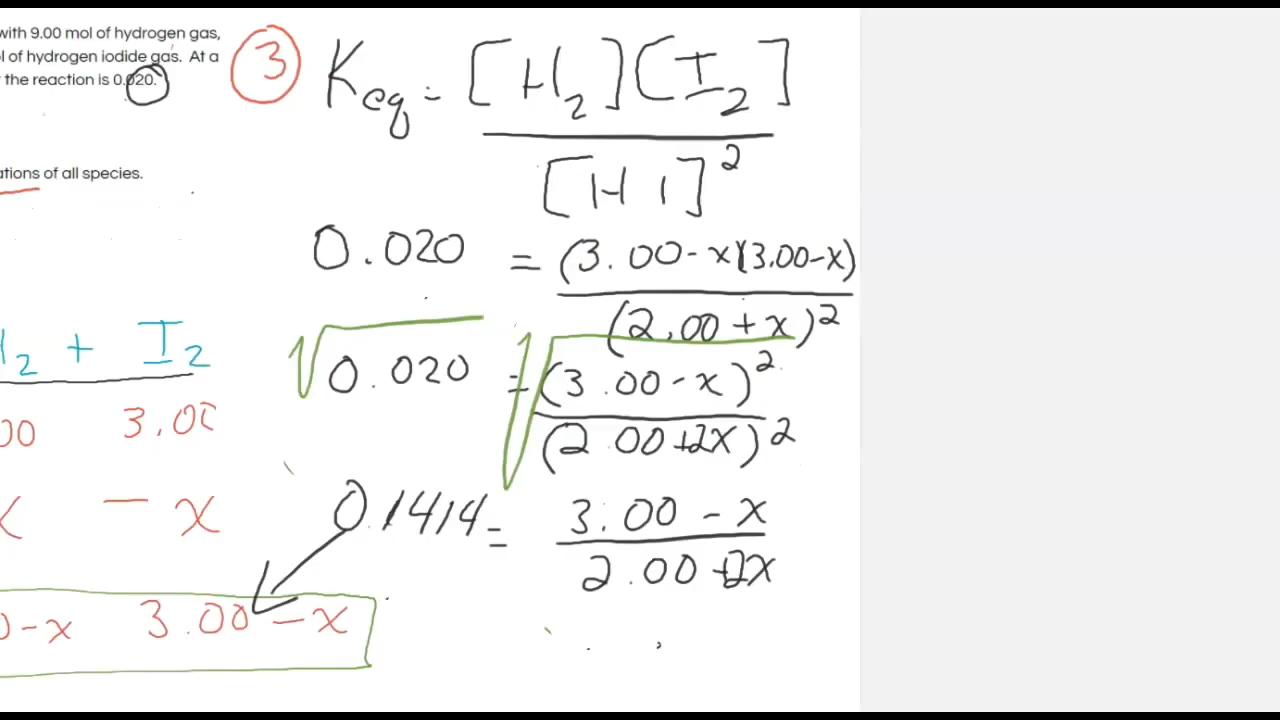 with 9.00 mol of hydrogen gas,
l of hydrogen iodide gas. At a
the reaction is 0.020.
ations of all species.
3
Keq = [H2][I2]
[HI]^2
0.020 = (3.00-x)(3.00-x)
(2.00+x)^2
√0.020 = √(3.00-x)^2
(2.00+2x)^2
0.1414 = 3.00-x
2.00+2x
H2 + I2
00 3.00
x -x
0-x 3.00-x